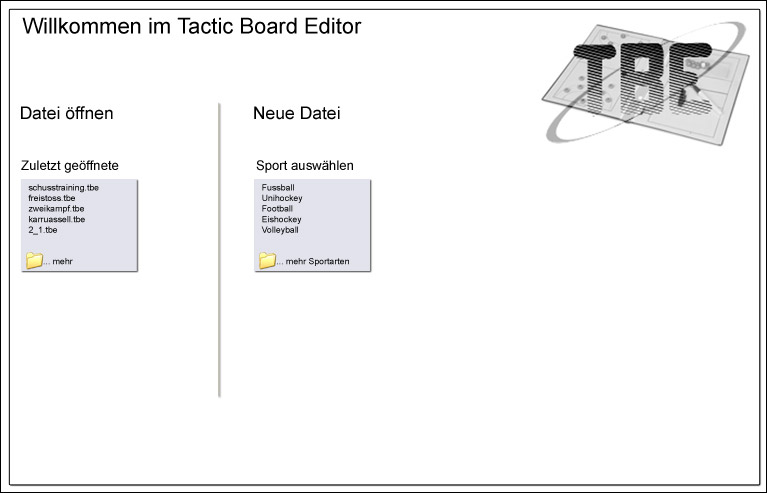 Willkommen im Tactic Board Editor
TBE
Datei öffnen
Zuletzt geöffnete
schusstraining.tbe
freistoss.tbe
zweikampf.tbe
karruassell.tbe
2_1.tbe
... mehr
Neue Datei
Sport auswählen
Fussball
Unihockey
Football
Eishockey
Volleyball
... mehr Sportarten